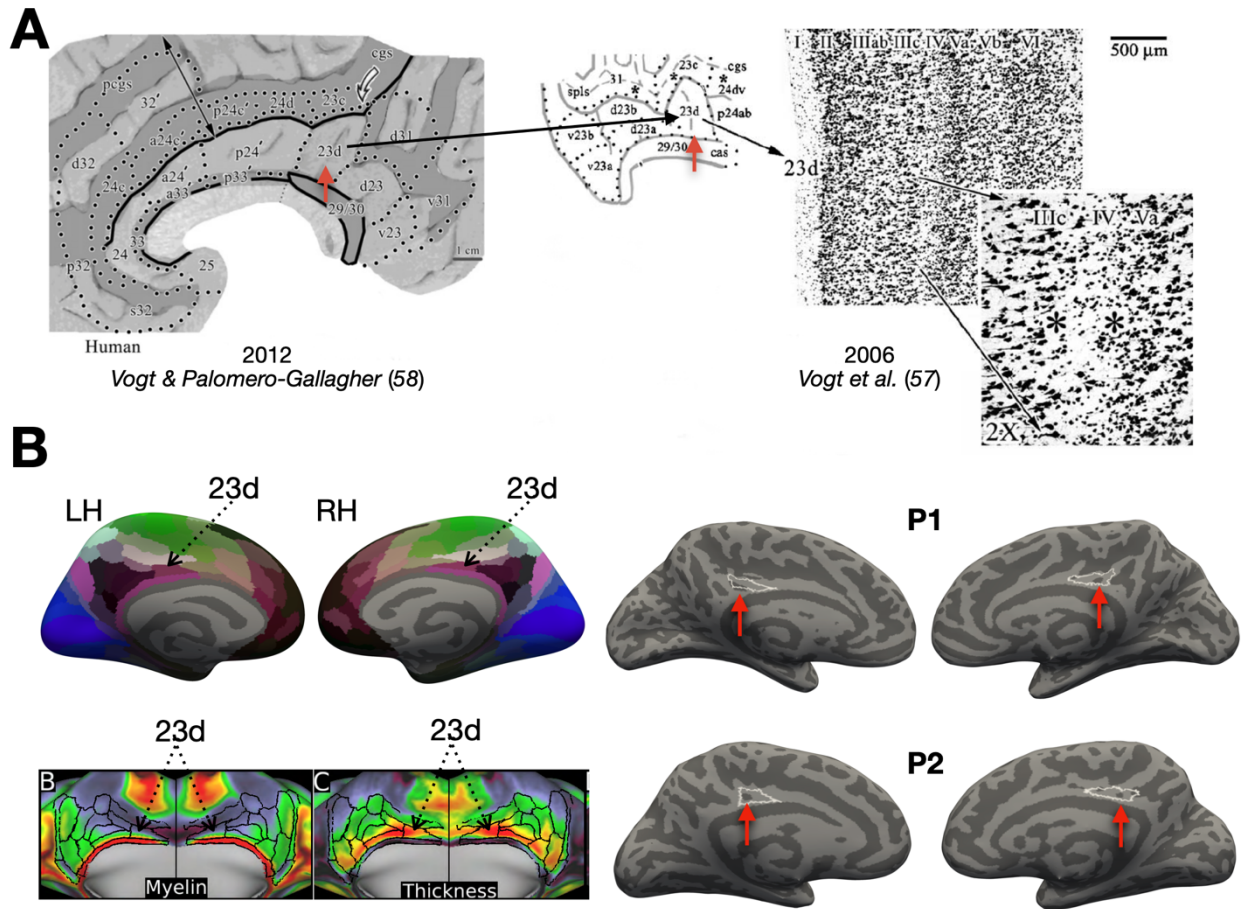 A
pcgs
32′
p24c′
24d
23c
cgs
a24c′
d32
24c
a24′
a33
p24′
p33
23d
d31
d23
29/30
v31
v23
33
24
25
p32
s32
1 cm
Human
2012
Vogt & Palomero-Gallagher (58)
23c
cgs
31
*
*
24dv
spls
d23b
23d
p24ab
v23b
d23a
29/30
cas
v23a
I II IIIab IIIc IV Va Vb VI
500 μm
23d
IIIc IV Va
* *
2X
2006
Vogt et al. (57)
B
23d 23d
LH RH
P1
23d 23d
B C
Myelin Thickness
P2